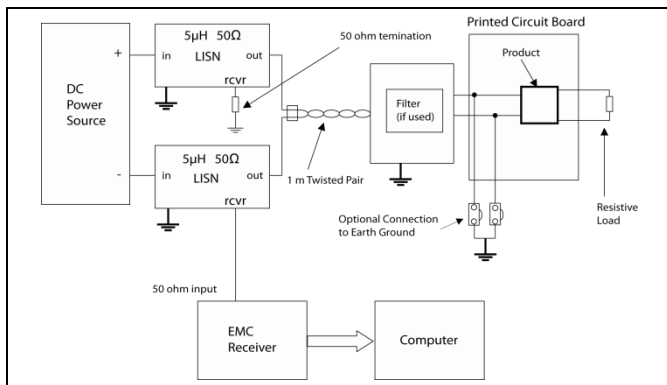 Printed Circuit Board
5µH 50Ω
LISN
in
out
rcvr
+
50 ohm temination
Product
DC
Power
Source
Filter
(if used)
-
5µH 50Ω
LISN
in
out
rcvr
1 m Twisted Pair
Optional Connection
to Earth Ground
Resistive
Load
50 ohm input
EMC
Receiver
Computer